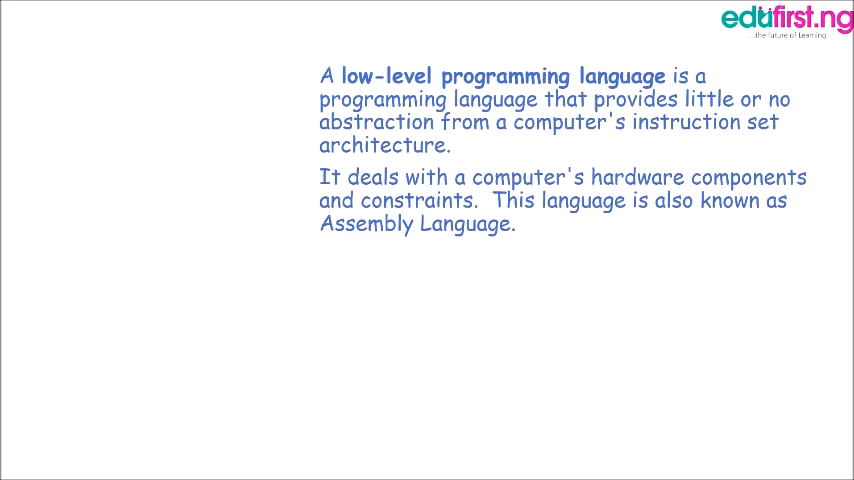 edufirst.ng
...the future of Learning
A low-level programming language is a
programming language that provides little or no
abstraction from a computer's instruction set
architecture.
It deals with a computer's hardware components
and constraints.  This language is also known as
Assembly Language.